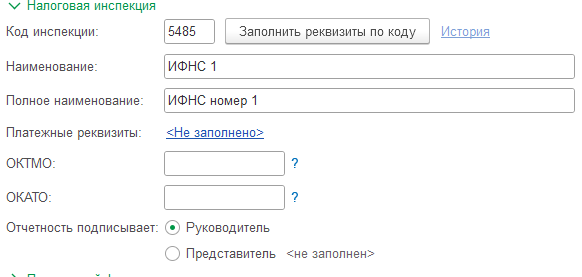 Налоговая инспекция
Код инспекции: 5485 Заполнить реквизиты по коду История
Наименование: ИФНС 1
Полное наименование: ИФНС номер 1
Платежные реквизиты: <Не заполнено>
ОКТМО: ?
ОКАТО: ?
Отчетность подписывает: Руководитель
Представитель <не заполнен>